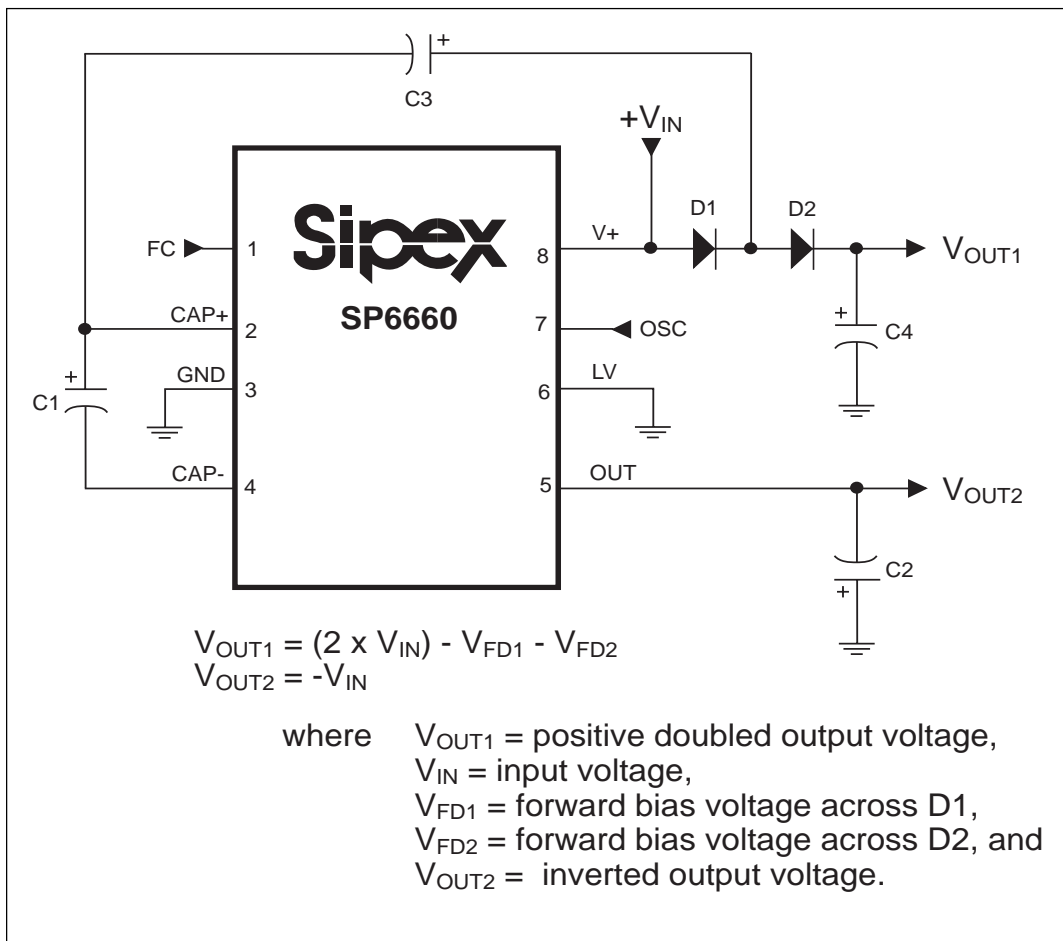 +
C3
+V_IN
D1
D2
Sipex
SP6660
FC
1
8
V+
V_OUT1
CAP+
2
7
OSC
+
C4
+
C1
GND
3
6
LV
CAP-
4
5
OUT
V_OUT2
C2
+
V_OUT1 = (2 x V_IN) - V_FD1 - V_FD2
V_OUT2 = -V_IN
where V_OUT1 = positive doubled output voltage,
V_IN = input voltage,
V_FD1 = forward bias voltage across D1,
V_FD2 = forward bias voltage across D2, and
V_OUT2 = inverted output voltage.